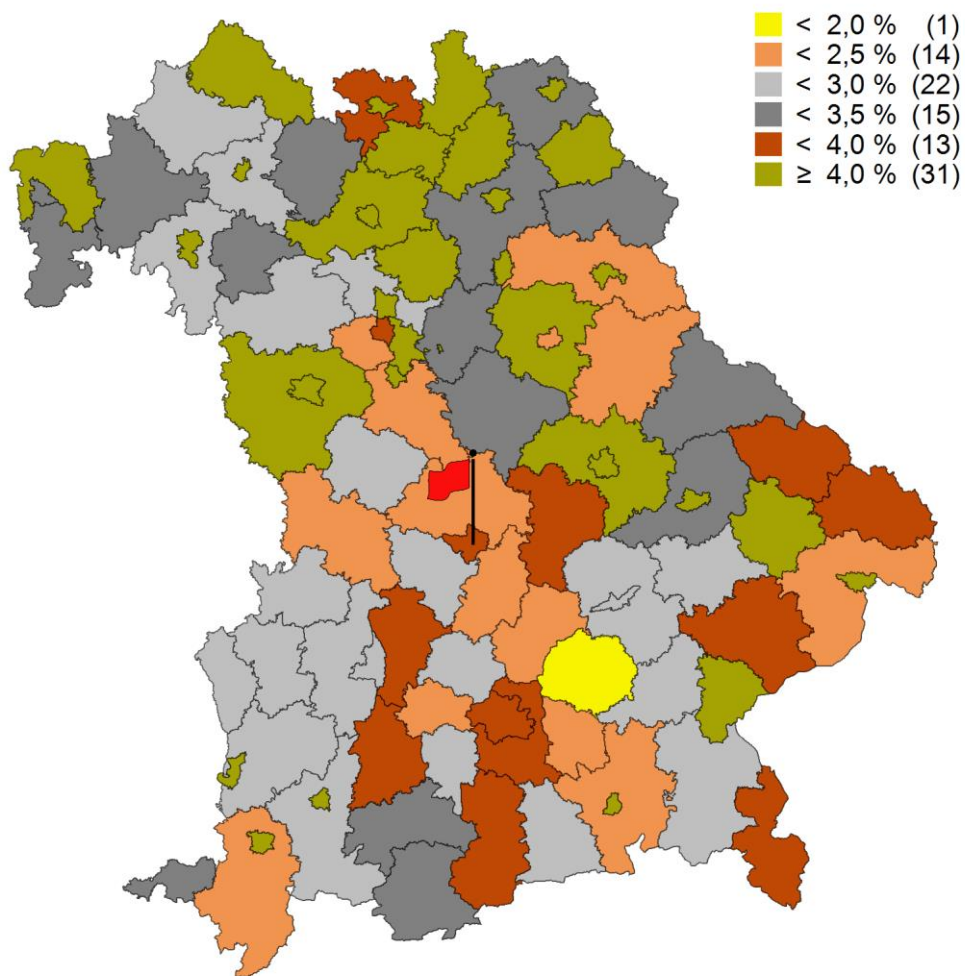 < 2,0 % (1)
< 2,5 % (14)
< 3,0 % (22)
< 3,5 % (15)
< 4,0 % (13)
≥ 4,0 % (31)